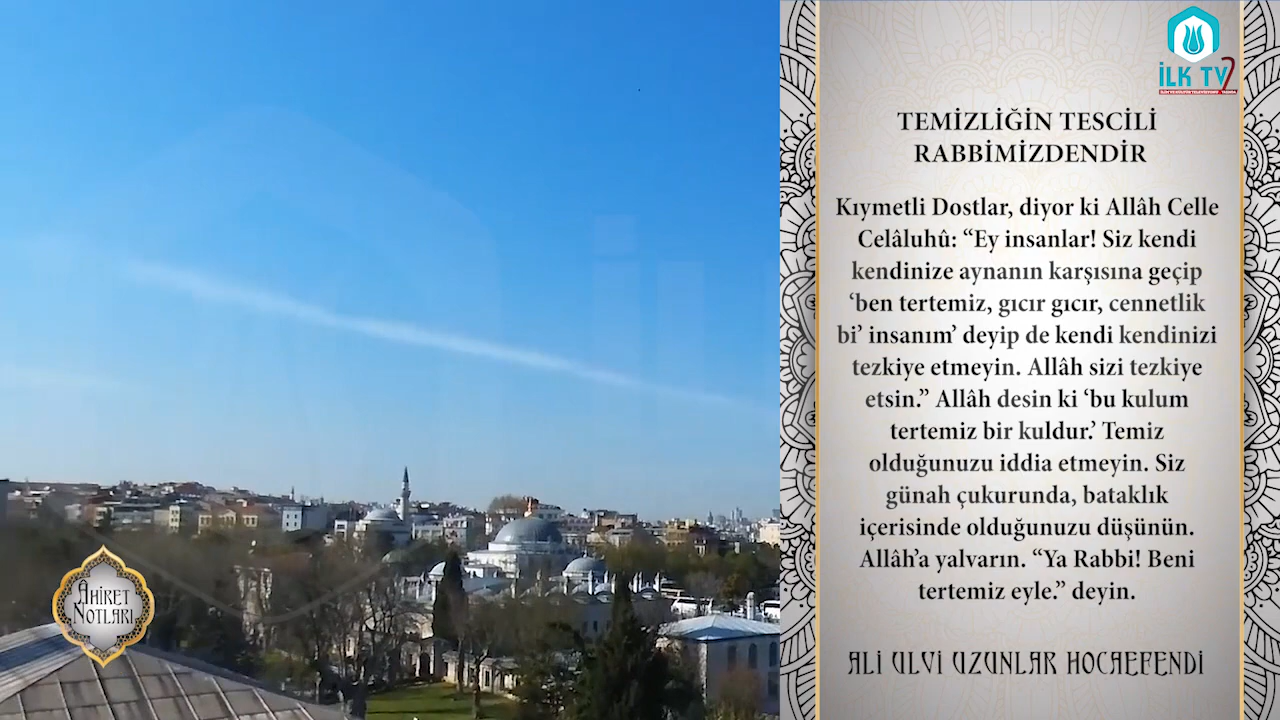 İLK TV
TEMİZLİĞİN TESCİLİ
RABBİMİZDENDİR
Kıymetli Dostlar, diyor ki Allâh Celle
Celâluhû: “Ey insanlar! Siz kendi
kendinize aynanın karşısına geçip
‘ben tertemiz, gıcır gıcır, cennetlik
bi’ insanım’ deyip de kendi kendinizi
tezkiye etmeyin. Allâh sizi tezkiye
etsin.” Allâh desin ki ‘bu kulum
tertemiz bir kuldur.’ Temiz
olduğunuzu iddia etmeyin. Siz
günah çukurunda, bataklık
içerisinde olduğunuzu düşünün.
Allâh’a yalvarın. “Ya Rabbi! Beni
tertemiz eyle.” deyin.
ALİ ULVİ UZUNLAR HOCAEFENDİ
AHİRET
NOTLARI